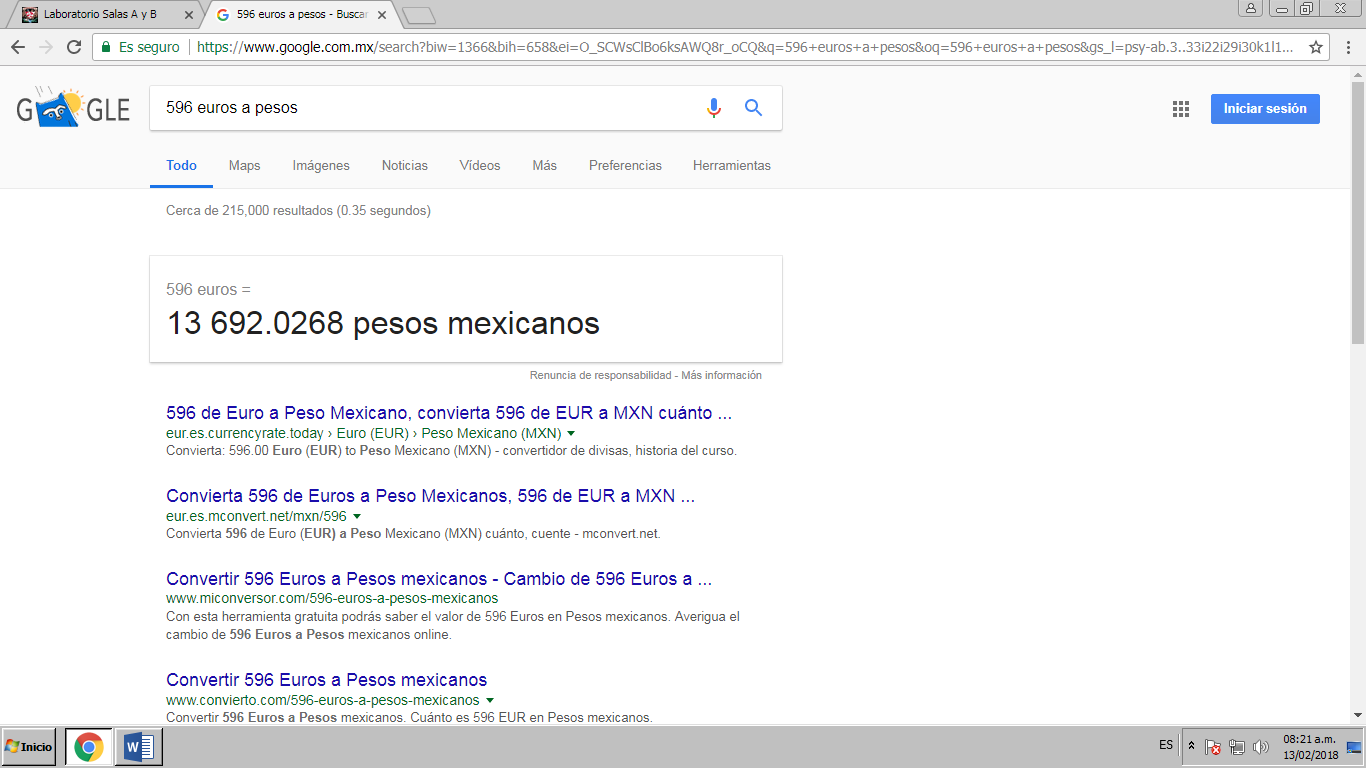 Laboratorio Salas A y B
596 euros a pesos - Buscar
Es seguro
https://www.google.com.mx/search?biw=1366&bih=658&ei=O_SCWsClBo6ksAWQ8r_oCQ&q=596+euros+a+pesos&oq=596+euros+a+pesos&gs_l=psy-ab.3..33i22i29i30k1l1...
G GLE
596 euros a pesos
Iniciar sesión
Todo Maps Imágenes Noticias Vídeos Más Preferencias Herramientas
Cerca de 215,000 resultados (0.35 segundos)
596 euros =
13 692.0268 pesos mexicanos
Renuncia de responsabilidad - Más información
596 de Euro a Peso Mexicano, convierta 596 de EUR a MXN cuánto ...
eur.es.currencyrate.today › Euro (EUR) › Peso Mexicano (MXN)
Convierta: 596.00 Euro (EUR) to Peso Mexicano (MXN) - convertidor de divisas, historia del curso.
Convierta 596 de Euros a Peso Mexicanos, 596 de EUR a MXN ...
eur.es.mconvert.net/mxn/596
Convierta 596 de Euro (EUR) a Peso Mexicano (MXN) cuánto, cuente - mconvert.net.
Convertir 596 Euros a Pesos mexicanos - Cambio de 596 Euros a ...
www.miconversor.com/596-euros-a-pesos-mexicanos
Con esta herramienta gratuita podrás saber el valor de 596 Euros en Pesos mexicanos. Averigua el
cambio de 596 Euros a Pesos mexicanos online.
Convertir 596 Euros a Pesos mexicanos
www.convierto.com/596-euros-a-pesos-mexicanos
Convertir 596 Euros a Pesos mexicanos. Cuánto es 596 EUR en Pesos mexicanos.
Inicio
ES
08:21 a.m.
13/02/2018